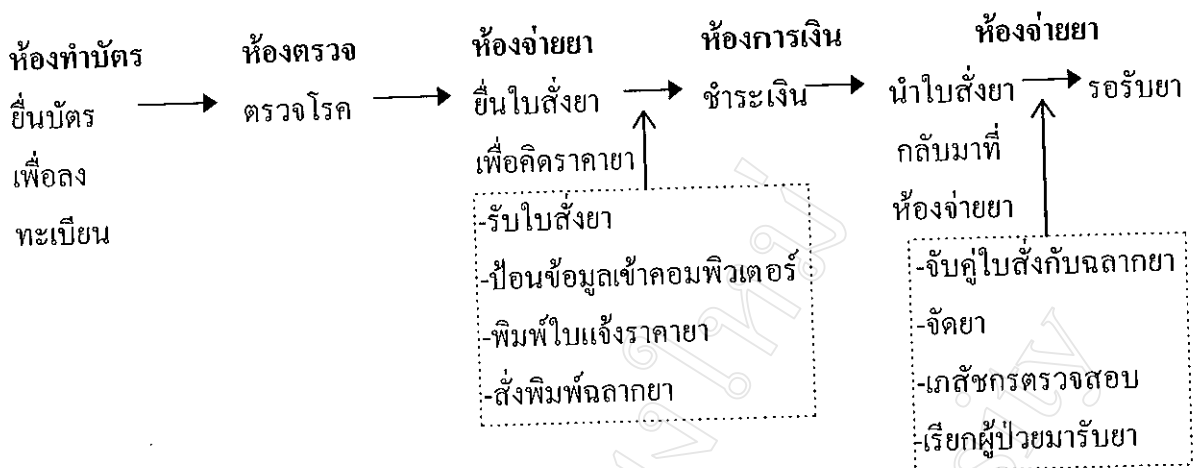 ห้องทำบัตร
ยื่นบัตร
เพื่อลง
ทะเบียน
ห้องตรวจ
ตรวจโรค
ห้องจ่ายยา
ยื่นใบสั่งยา
เพื่อคิดราคายา
-รับใบสั่งยา
-ป้อนข้อมูลเข้าคอมพิวเตอร์
-พิมพ์ใบแจ้งราคายา
-สั่งพิมพ์ฉลากยา
ห้องการเงิน
ชำระเงิน
ห้องจ่ายยา
นำใบสั่งยา
กลับมาที่
ห้องจ่ายยา
รอรับยา
-จับคู่ใบสั่งกับฉลากยา
-จัดยา
-เภสัชกรตรวจสอบ
-เรียกผู้ป่วยมารับยา